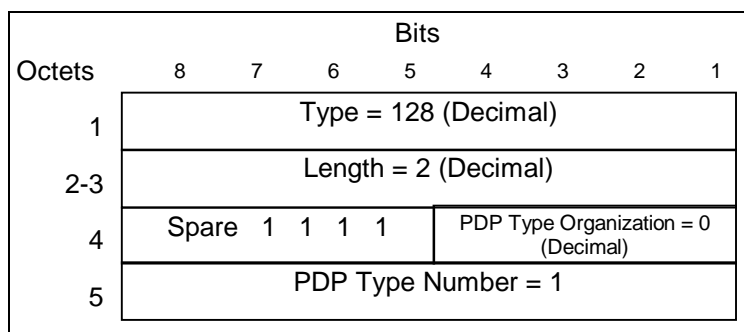 Bits
Octets 8 7 6 5 4 3 2 1
1 Type = 128 (Decimal)
2-3 Length = 2 (Decimal)
4 Spare 1 1 1 1 PDP Type Organization = 0
(Decimal)
5 PDP Type Number = 1